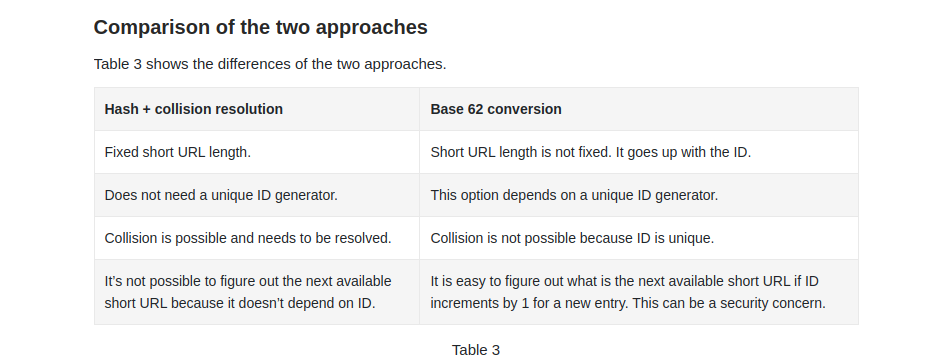 Comparison of the two approaches
Table 3 shows the differences of the two approaches.
Hash + collision resolution
Base 62 conversion
Fixed short URL length.
Short URL length is not fixed. It goes up with the ID.
Does not need a unique ID generator.
This option depends on a unique ID generator.
Collision is possible and needs to be resolved.
Collision is not possible because ID is unique.
It’s not possible to figure out the next available
short URL because it doesn’t depend on ID.
It is easy to figure out what is the next available short URL if ID
increments by 1 for a new entry. This can be a security concern.
Table 3